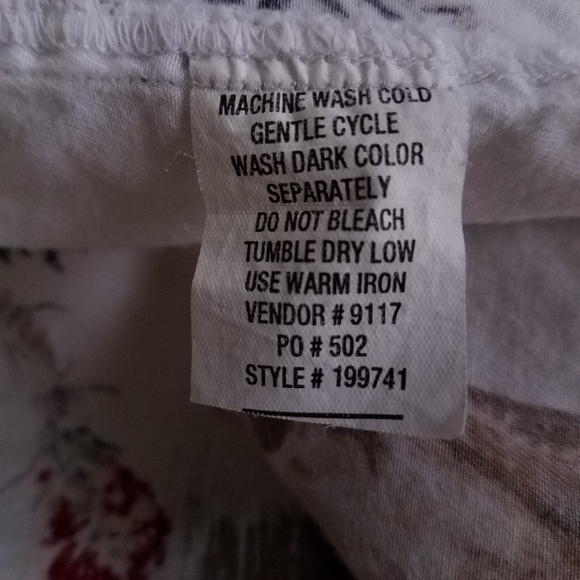 MACHINE WASH COLD
GENTLE CYCLE
WASH DARK COLOR
SEPARATELY
DO NOT BLEACH
TUMBLE DRY LOW
USE WARM IRON
VENDOR # 9117
PO # 502
STYLE # 199741